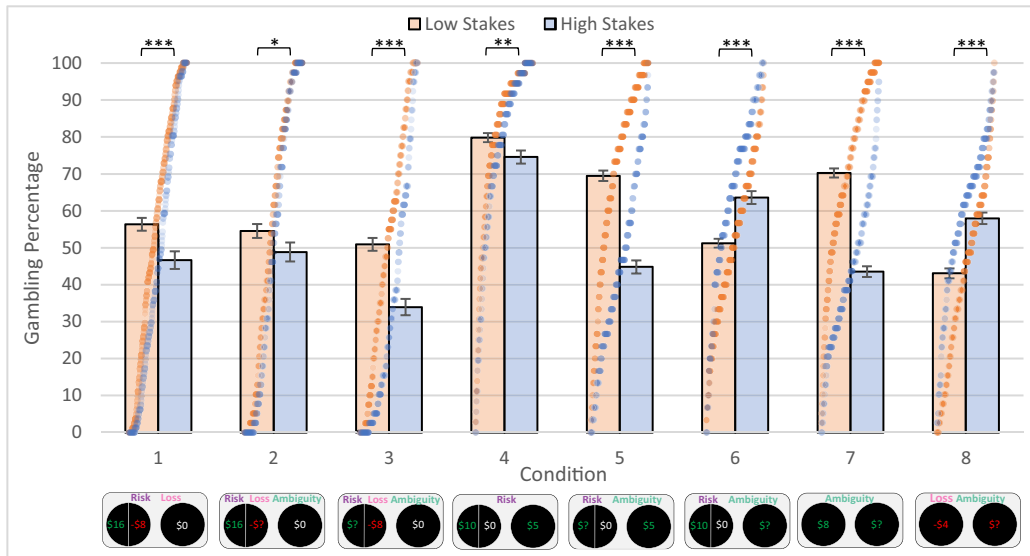 Low Stakes High Stakes
*** * *** ** *** *** *** ***
Gambling Percentage
100
90
80
70
60
50
40
30
20
10
0
1 2 3 4 5 6 7 8
Condition
Risk Loss
$16 -$8 $0
Risk Loss Ambiguity
$16 -$? $0
Risk Loss Ambiguity
$? -$8 $0
Risk
$10 $0 $5
Risk Ambiguity
$? $0 $5
Risk Ambiguity
$10 $0 $?
Ambiguity
$8 $?
Loss Ambiguity
-$4 $?